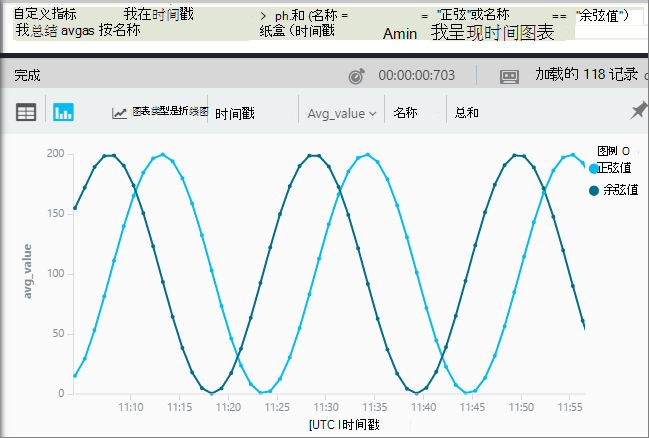 自定义指标 我在时间戳 > ph.和 (名称 = = "正弦"或名称 == "余弦值")
我总结 avgas 按名称 纸盒 (时间戳 Amin 我呈现时间图表
完成 00:00:00:703 加载的 118 记录
图表类型是折线图 时间戳 Avg_value 名称 总和
图例 O
正弦值
余弦值
200
150
100
50
0
avg_value
11:10 11:15 11:20 11:25 11:30 11:35 11:40 11:45 11:50 11:55
[UTC I时间戳